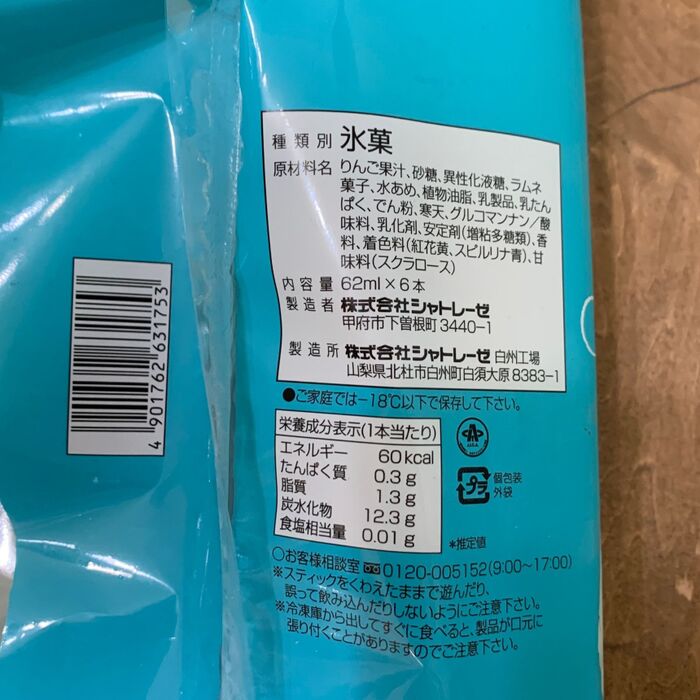 種類別 氷菓
原材料名 りんご果汁、砂糖、異性化液糖、ラムネ
菓子、水あめ、植物油脂、乳製品、乳たん
ぱく、でん粉、寒天、グルコマンナン／酸
味料、乳化剤、安定剤（増粘多糖類）、香
料、着色料（紅花黄、スピルリナ青）、甘
味料（スクラロース）
内容量 62ml×6本
製造者 株式会社シャトレーゼ
甲府市下曽根町3440-1
製造所 株式会社シャトレーゼ 白州工場
山梨県北杜市白州町白須大原8383-1
●ご家庭では-18℃以下で保存して下さい。
栄養成分表示（1本当たり）
エネルギー 60kcal
たんぱく質 0.3g
脂質 1.3g
炭水化物 12.3g
食塩相当量 0.01g
プラ
個包装
外袋
*推定値
○お客様相談室 0120-005152（9:00~17:00）
※スティックをくわえたままで遊んだり、
誤って飲み込んだりしないようにご注意下さい。
※冷凍庫から出してすぐに食べると、製品が口元に
張り付くことがありますのでご注意下さい。
4 901762 631753